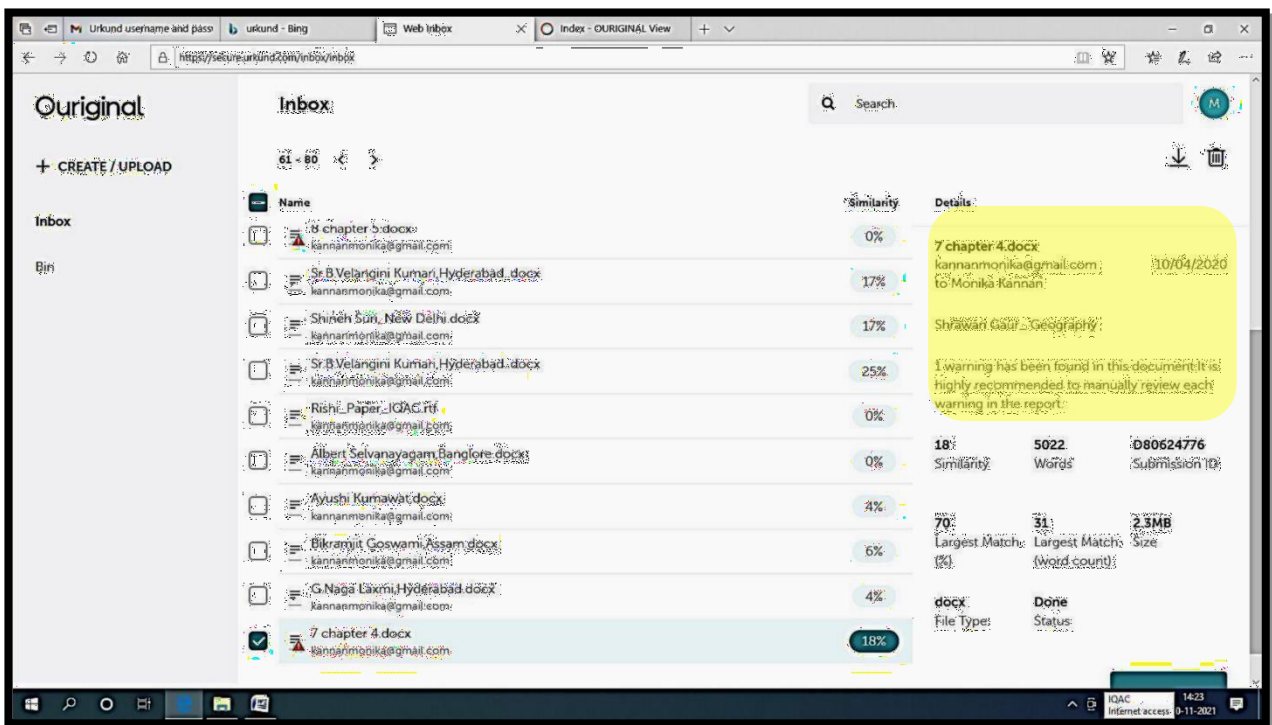 Urkund username and pass
urkund - Bing
Web Inbox
Index - OURIGINAL View
https://secure.urkund.com/inbox/inbox
Ouriginal
Inbox
Search
M
+ CREATE / UPLOAD
61 - 80
Inbox
Bin
Name
Similarity
8 chapter 5.docx
kannanmonika@gmail.com
0%
Sr.B.Velangini Kumari,Hyderabad..docx
kannanmonika@gmail.com
17%
Shineh Suri, New Delhi.docx
kannanmonika@gmail.com
17%
Sr.B.Velangini Kumari,Hyderabad..docx
kannanmonika@gmail.com
25%
Rishi_Paper_IQAC.rtf
kannanmonika@gmail.com
0%
Albert Selvanayagam,Banglore.docx
kannanmonika@gmail.com
0%
Ayushi Kumawat.docx
kannanmonika@gmail.com
4%
Bikramjit Goswami,Assam.docx
kannanmonika@gmail.com
6%
G.Naga Laxmi,Hyderabad.docx
kannanmonika@gmail.com
4%
7 chapter 4.docx
kannanmonika@gmail.com
18%
Details
7 chapter 4.docx
kannanmonika@gmail.com 10/04/2020
to Monika Kannan
Shrawan Gaur_ Geography
1 warning has been found in this document.It is
highly recommended to manually review each
warning in the report.
18 5022 D80624776
Similarity Words Submission ID
70 31 2.3MB
Largest Match Largest Match Size
(%) (word count)
docx Done
File Type Status
IQAC
Internet access
14:23
0-11-2021